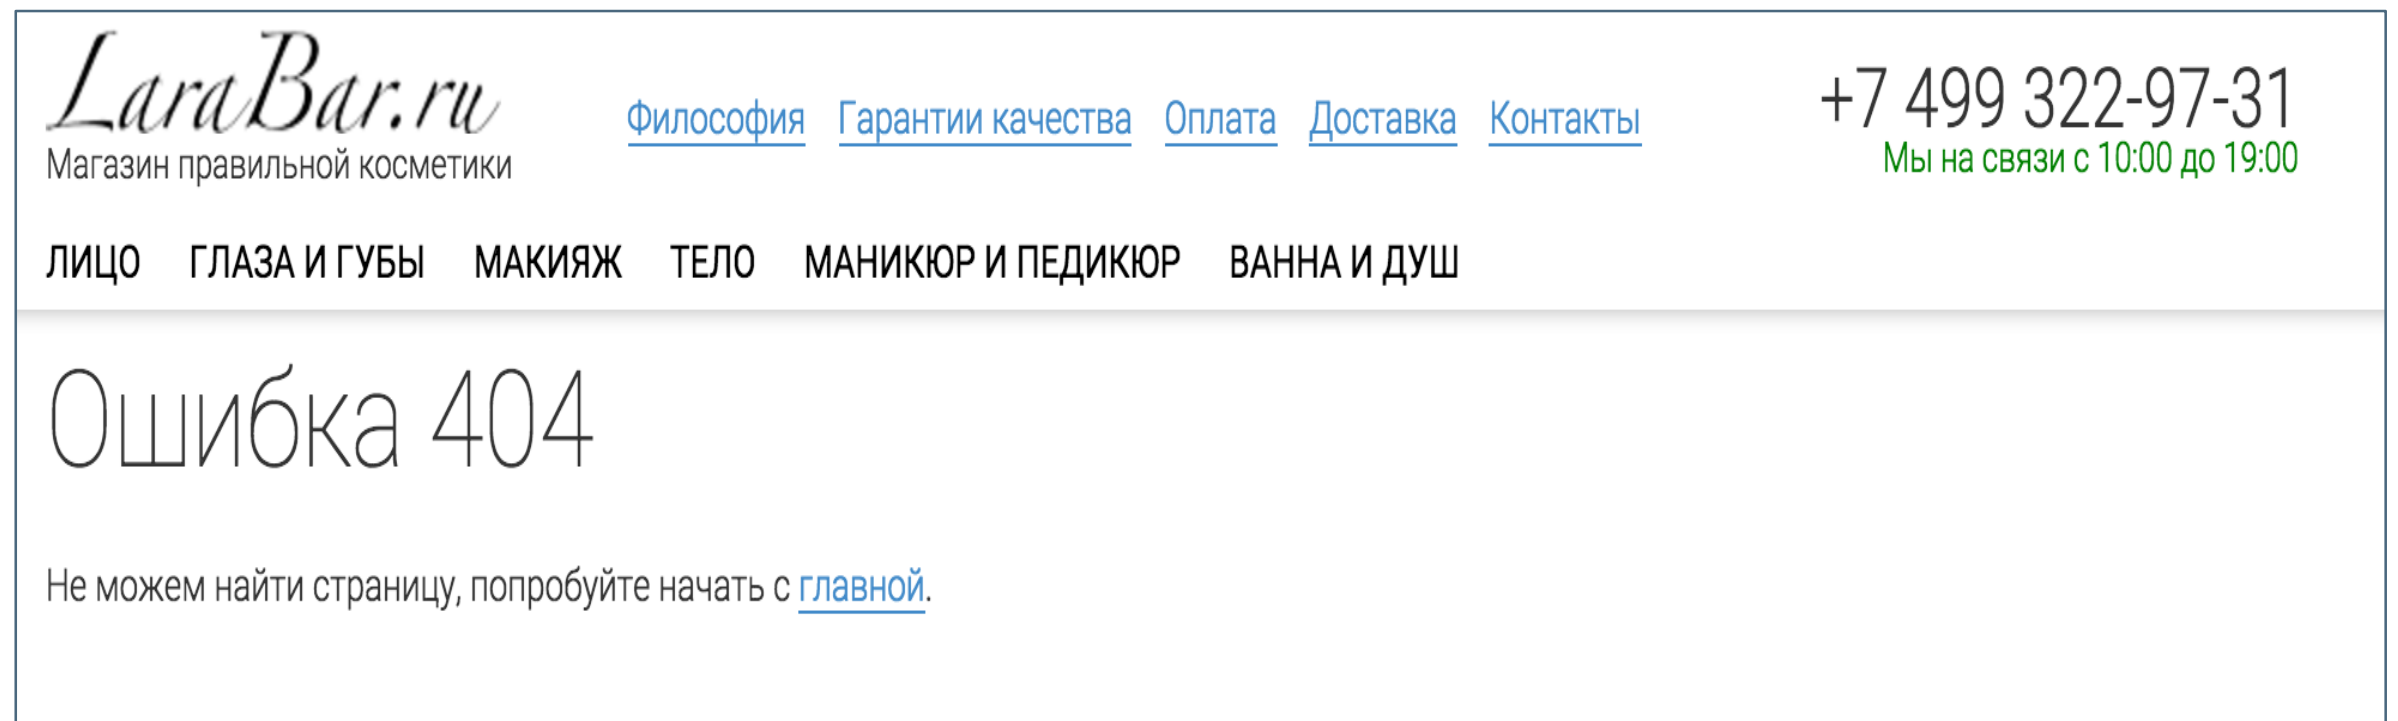 LaraBar.ru
Магазин правильной косметики
Философия Гарантии качества Оплата Доставка Контакты
+7 499 322-97-31
Мы на связи с 10:00 до 19:00
ЛИЦО ГЛАЗА И ГУБЫ МАКИЯЖ ТЕЛО МАНИКЮР И ПЕДИКЮР ВАННА И ДУШ
Ошибка 404
Не можем найти страницу, попробуйте начать с главной.